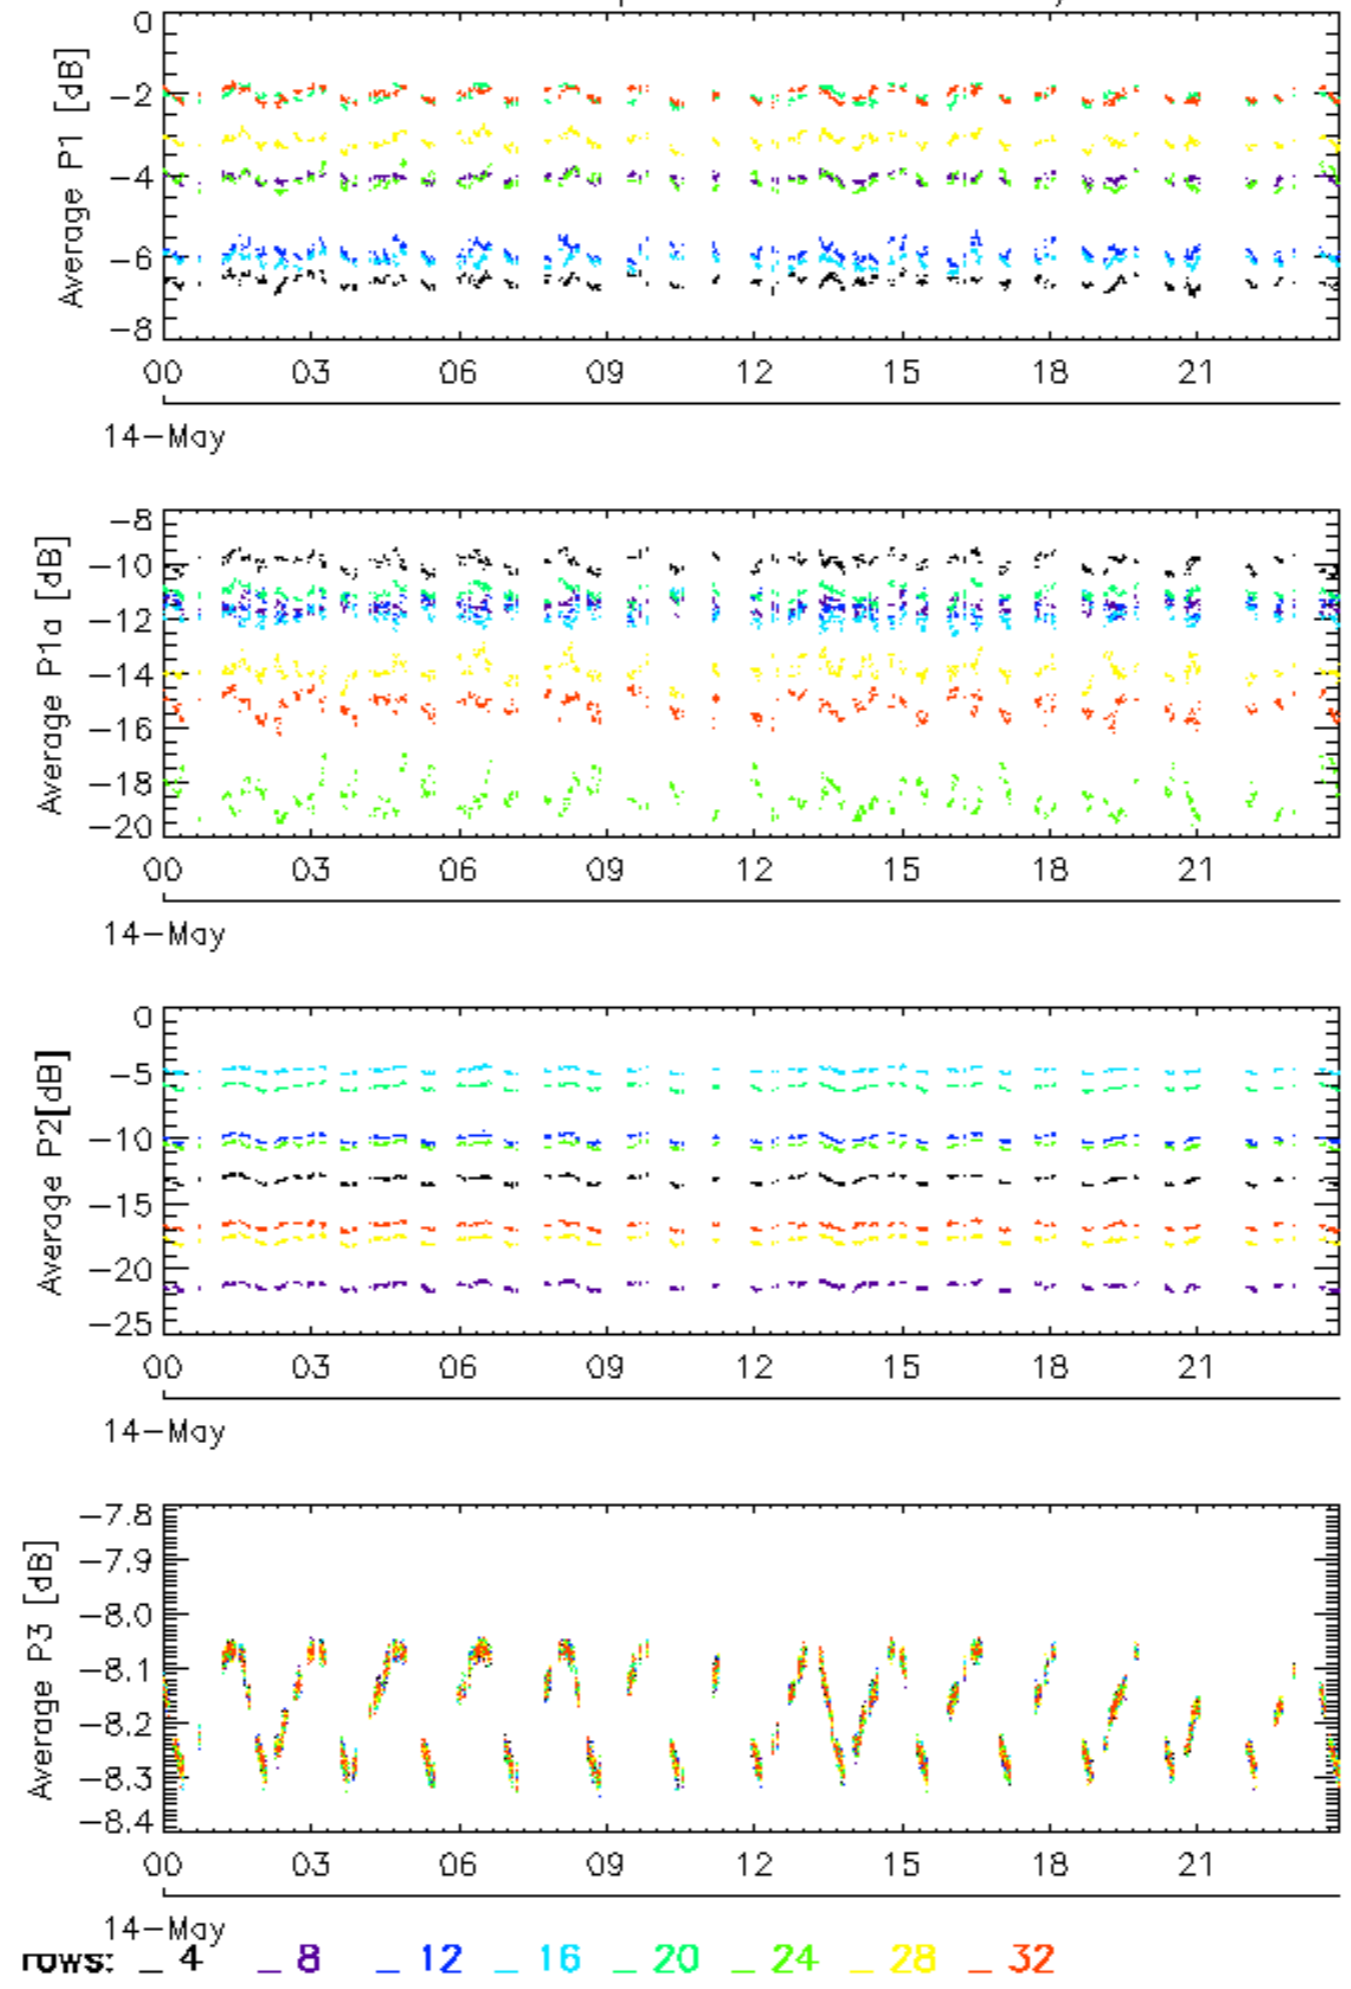 0
−2
−4
−6
−8
Average P1 [dB]
00 03 06 09 12 15 18 21
14−May
−8
−10
−12
−14
−16
−18
−20
Average P1a [dB]
00 03 06 09 12 15 18 21
14−May
0
−5
−10
−15
−20
−25
Average P2[dB]
00 03 06 09 12 15 18 21
14−May
−7.8
−7.9
−8.0
−8.1
−8.2
−8.3
−8.4
Average P3 [dB]
00 03 06 09 12 15 18 21
14−May
rows: _ 4 _ 8 _ 12 _ 16 _ 20 _ 24 _ 28 _ 32